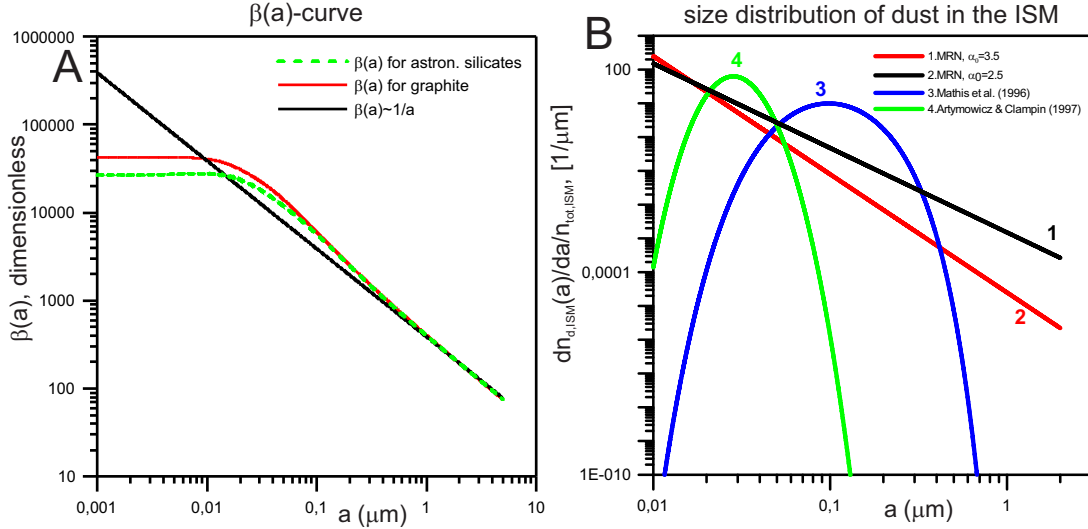 β(a)-curve
A
β(a) for astron. silicates
β(a) for graphite
β(a)~1/a
1000000
100000
10000
1000
100
10
β(a), dimensionless
0,001
0,01
0,1
1
10
a (μm)
size distribution of dust in the ISM
B
1.MRN, α₀=3.5
2.MRN, α0=2.5
3.Mathis et al. (1996)
4.Artymowicz & Clampin (1997)
4
3
1
2
100
0,0001
1E-010
dn_d,ISM(a)/da/n_tot,ISM, [1/μm]
0,01
0,1
1
a (μm)